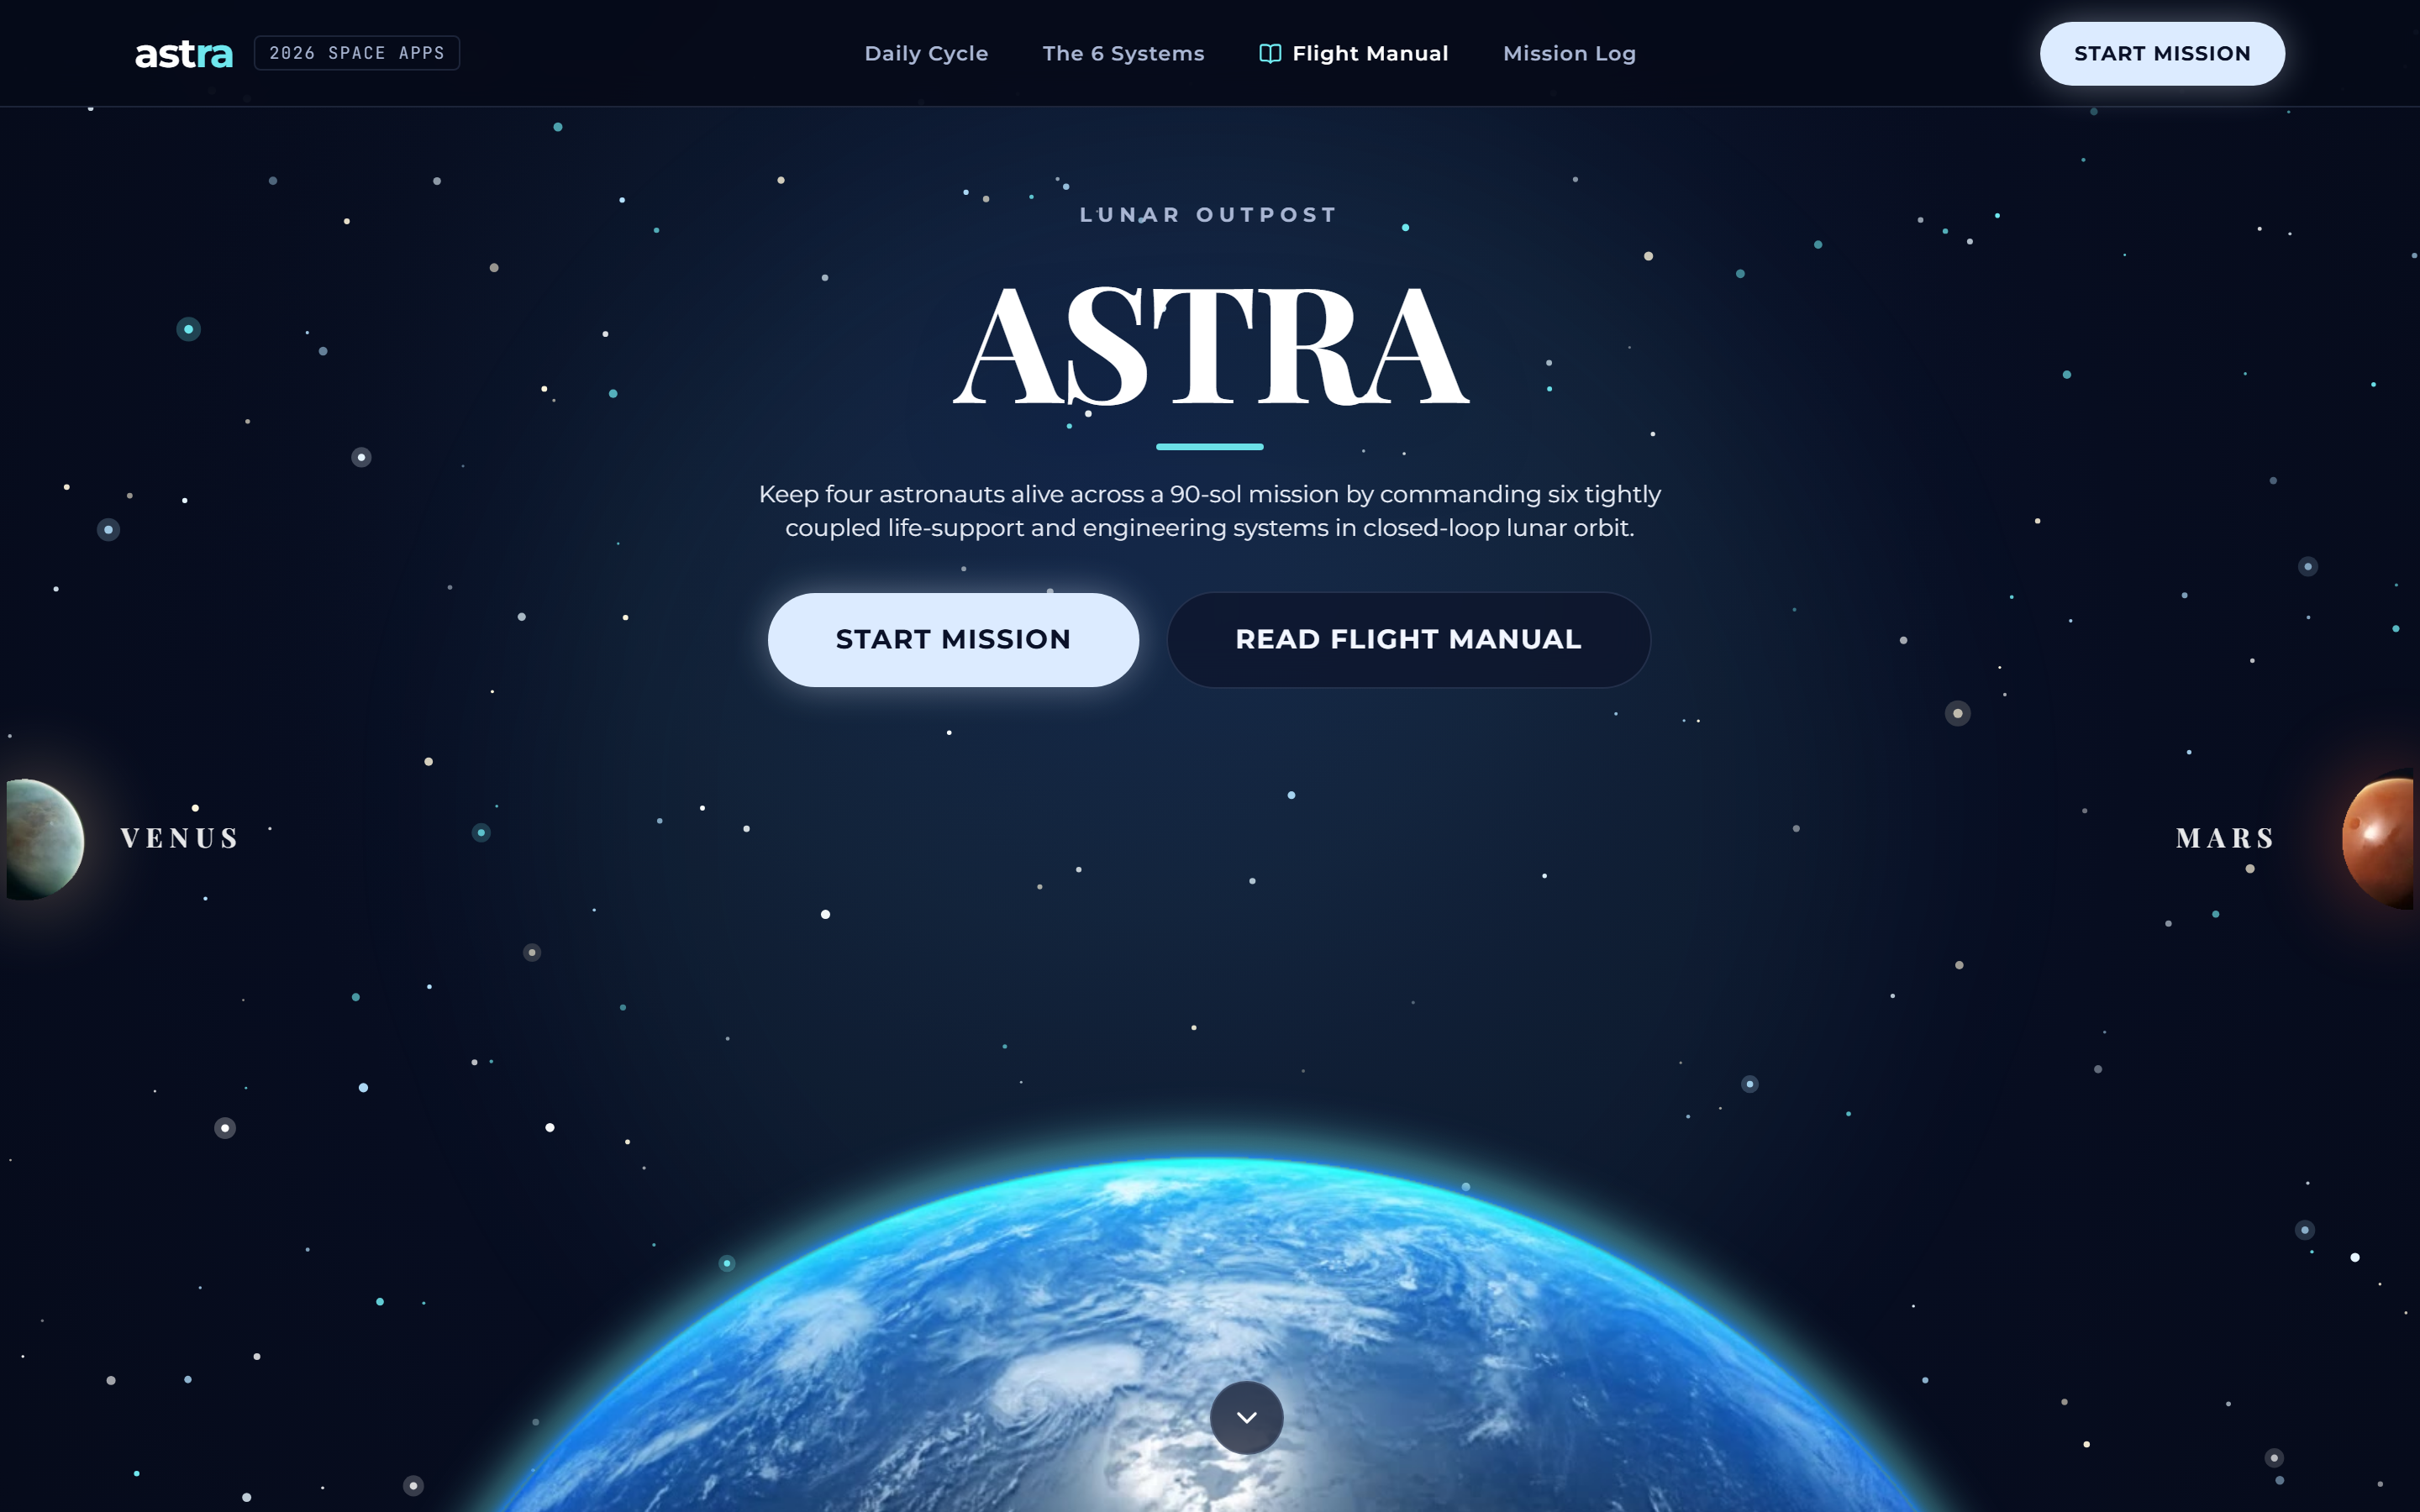 astra
2026 SPACE APPS
Daily Cycle
The 6 Systems
Flight Manual
Mission Log
START MISSION
LUNAR OUTPOST
ASTRA
Keep four astronauts alive across a 90-sol mission by commanding six tightly
coupled life-support and engineering systems in closed-loop lunar orbit.
START MISSION
READ FLIGHT MANUAL
VENUS
MARS